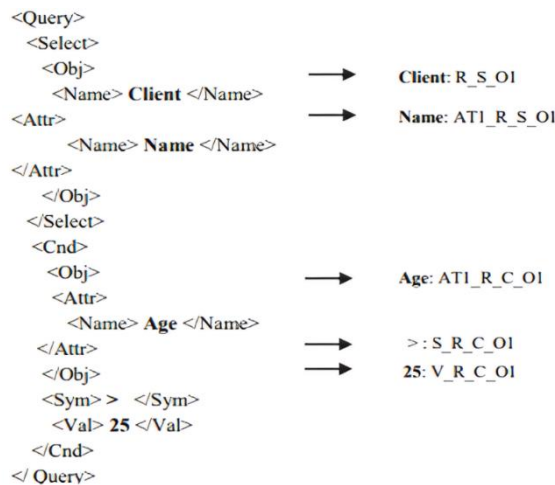 <Query>
<Select>
<Obj>
<Name> Client </Name>
Client: R_S_O1
<Attr>
Name: AT1_R_S_O1
<Name> Name </Name>
</Attr>
</Obj>
</Select>
<Cnd>
<Obj>
Age: AT1_R_C_O1
<Attr>
<Name> Age </Name>
</Attr>
> : S_R_C_O1
</Obj>
25: V_R_C_O1
<Sym> > </Sym>
<Val> 25 </Val>
</Cnd>
</ Query>